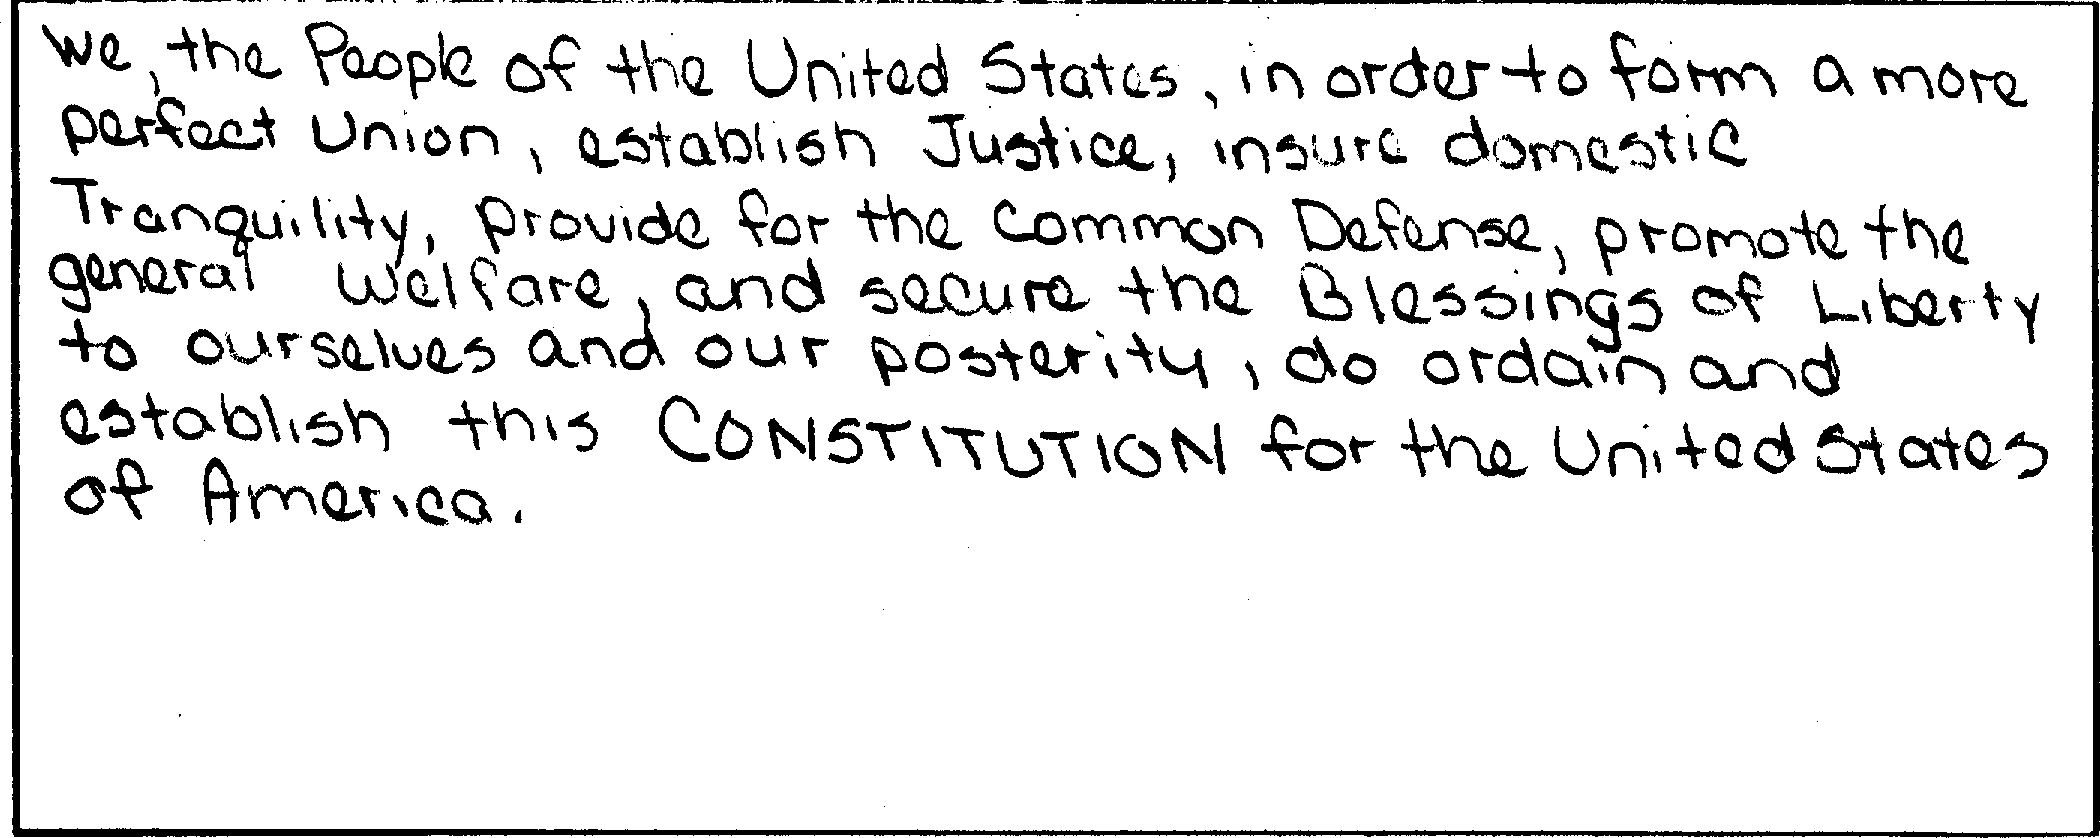 We, the People of the United States, in order to form a more
perfect Union, establish Justice, insure domestic
Tranquility, provide for the common Defense, promote the
general Welfare, and secure the Blessings of Liberty
to ourselves and our posterity, do ordain and
establish this CONSTITUTION for the United States
of America.